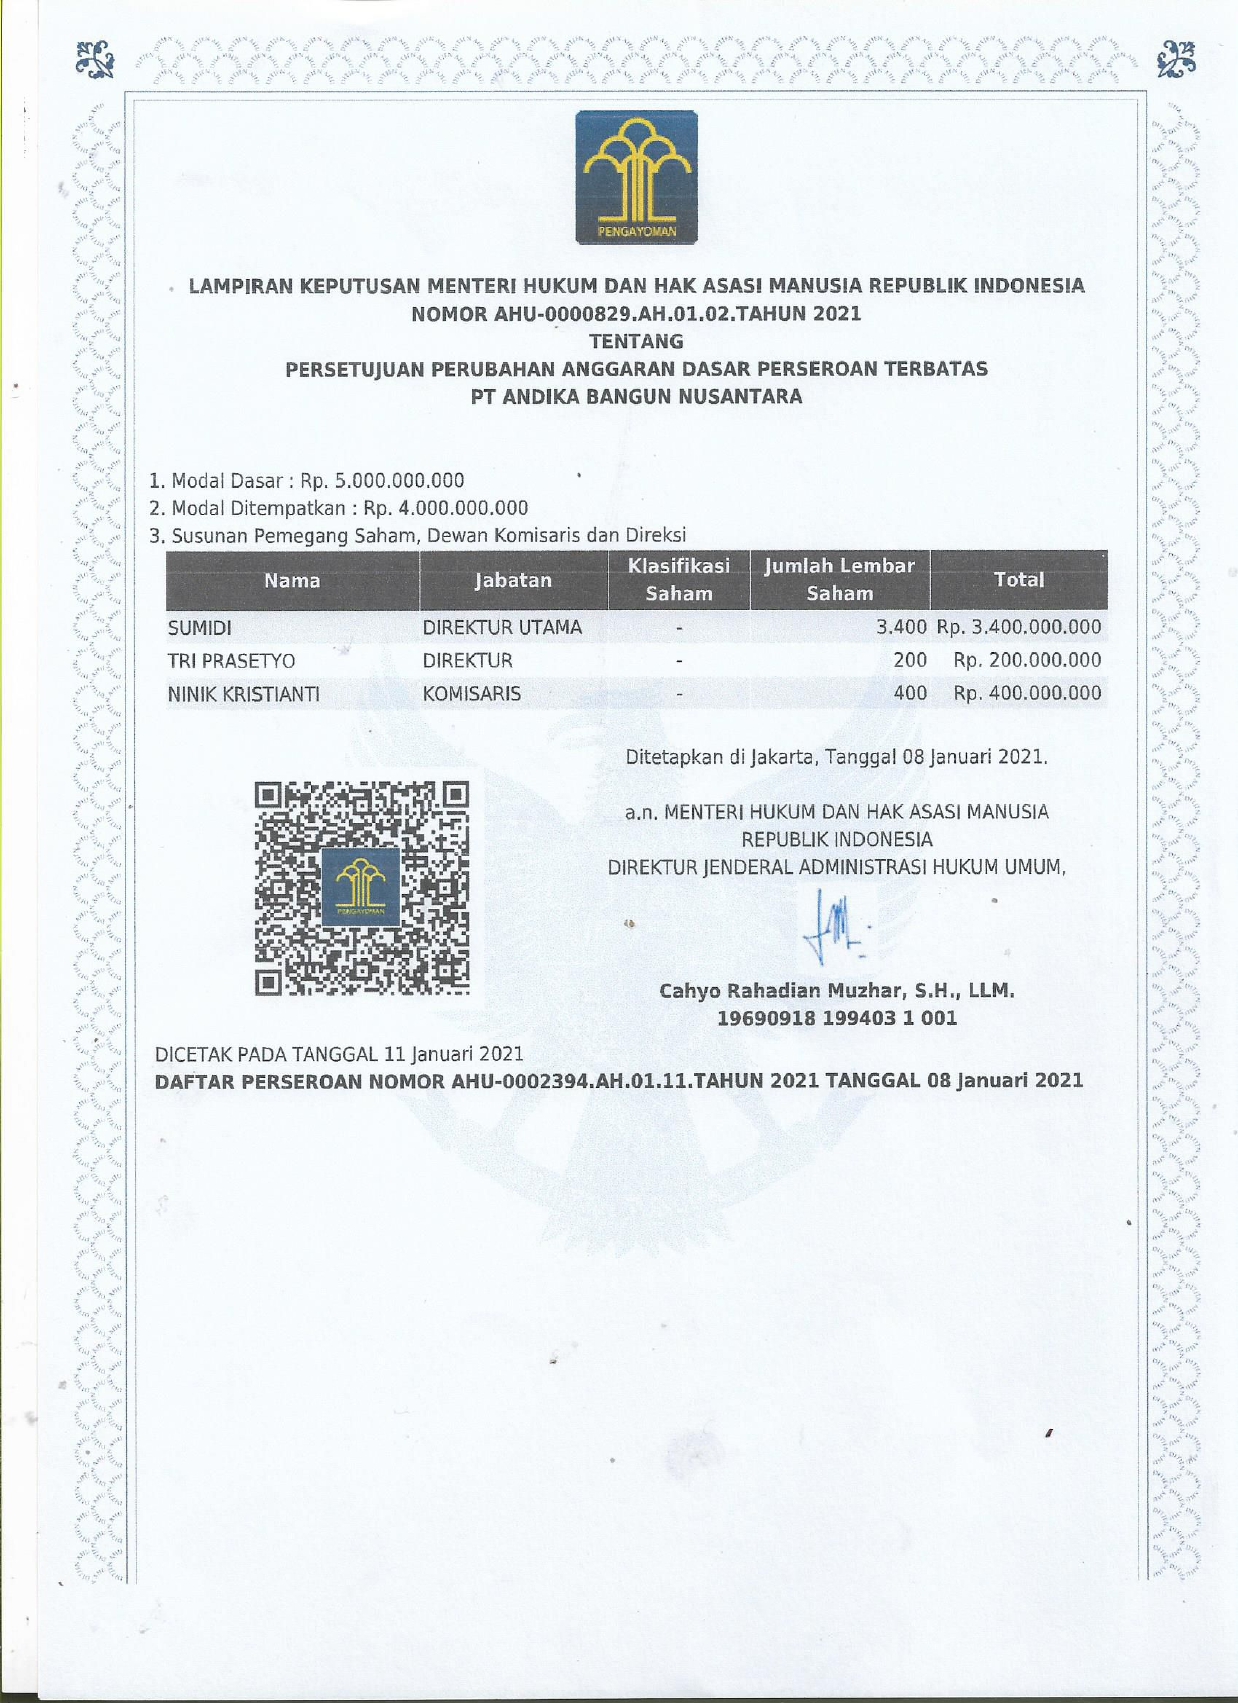 PENGAYOMAN
LAMPIRAN KEPUTUSAN MENTERI HUKUM DAN HAK ASASI MANUSIA REPUBLIK INDONESIA
NOMOR AHU-0000829.AH.01.02.TAHUN 2021
TENTANG
PERSETUJUAN PERUBAHAN ANGGARAN DASAR PERSEROAN TERBATAS
PT ANDIKA BANGUN NUSANTARA
1. Modal Dasar : Rp. 5.000.000.000
2. Modal Ditempatkan : Rp. 4.000.000.000
3. Susunan Pemegang Saham, Dewan Komisaris dan Direksi
Nama Jabatan Klasifikasi Saham Jumlah Lembar Saham Total
SUMIDI DIREKTUR UTAMA - 3.400 Rp. 3.400.000.000
TRI PRASETYO DIREKTUR - 200 Rp. 200.000.000
NINIK KRISTIANTI KOMISARIS - 400 Rp. 400.000.000
Ditetapkan di Jakarta, Tanggal 08 Januari 2021.
a.n. MENTERI HUKUM DAN HAK ASASI MANUSIA
REPUBLIK INDONESIA
DIREKTUR JENDERAL ADMINISTRASI HUKUM UMUM,
PENGAYOMAN
Cahyo Rahadian Muzhar, S.H., LLM.
19690918 199403 1 001
DICETAK PADA TANGGAL 11 Januari 2021
DAFTAR PERSEROAN NOMOR AHU-0002394.AH.01.11.TAHUN 2021 TANGGAL 08 Januari 2021